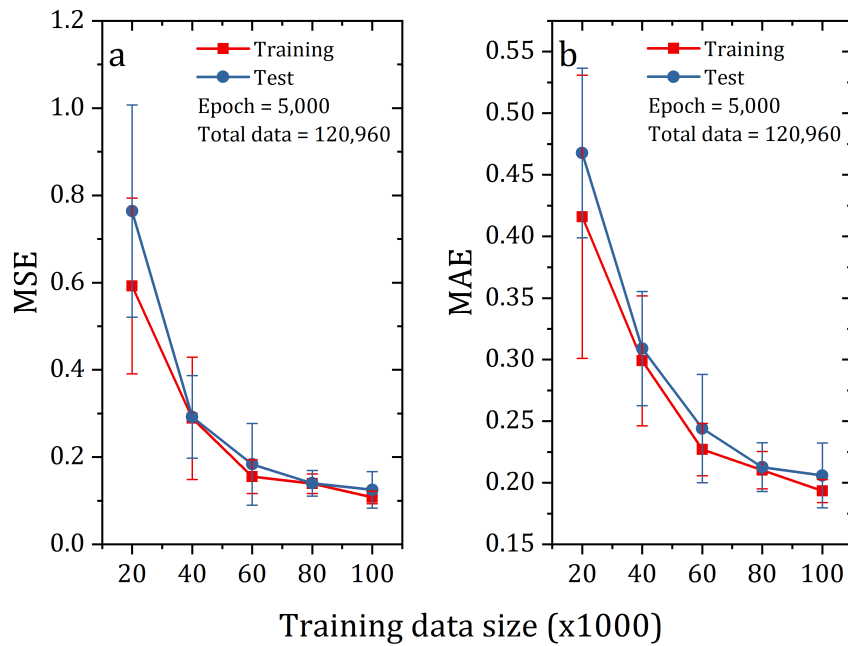 a
Training
Test
Epoch = 5,000
Total data = 120,960
MSE
1.2
1.0
0.8
0.6
0.4
0.2
0.0
20 40 60 80 100
b
Training
Test
Epoch = 5,000
Total data = 120,960
MAE
0.55
0.50
0.45
0.40
0.35
0.30
0.25
0.20
0.15
20 40 60 80 100
Training data size (x1000)